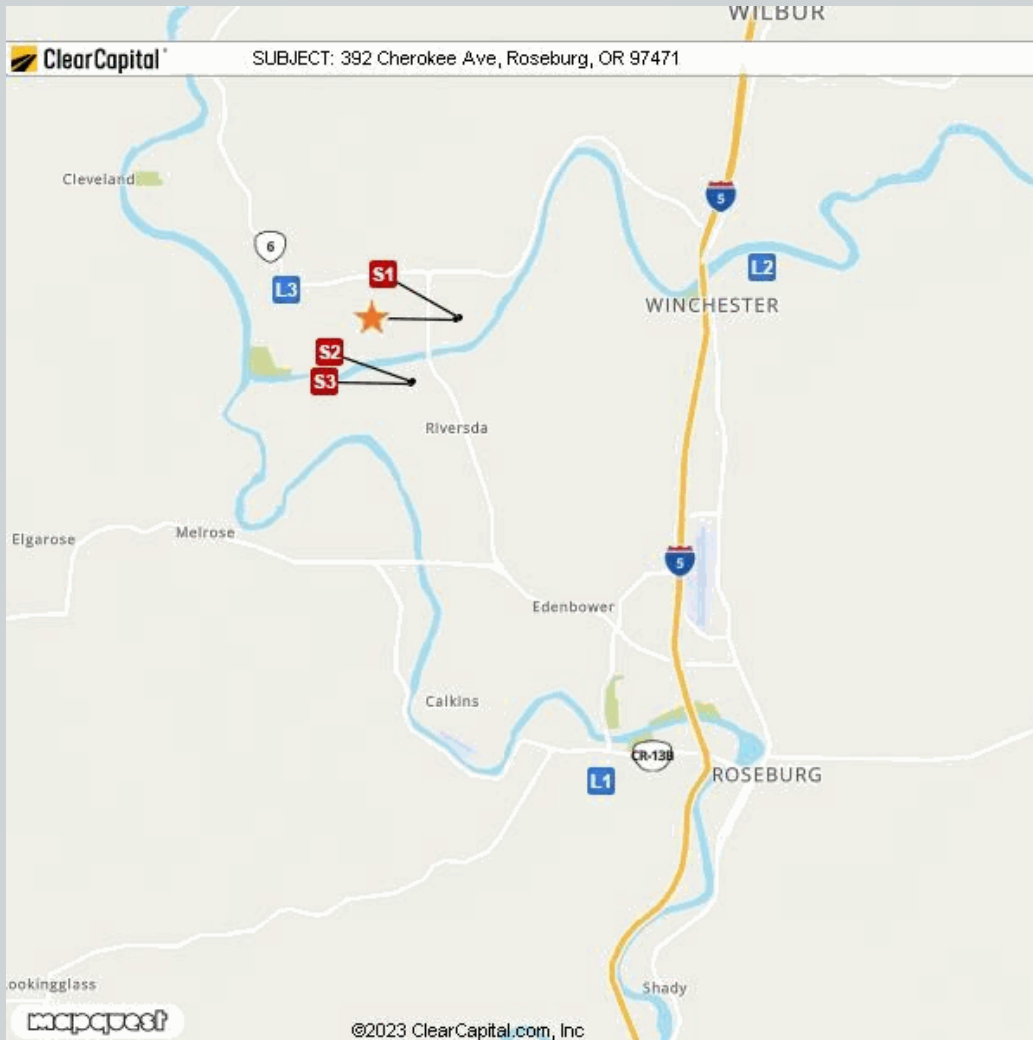 WILBUR
ClearCapital
SUBJECT: 392 Cherokee Ave, Roseburg, OR 97471
Cleveland
5
6
S1
L2
L3
WINCHESTER
S2
S3
Riversda
Elgarose
Melrose
5
Edenbower
Calkins
CR-13B
L1
ROSEBURG
ookingglass
Shady
mapquest
©2023 ClearCapital.com, Inc